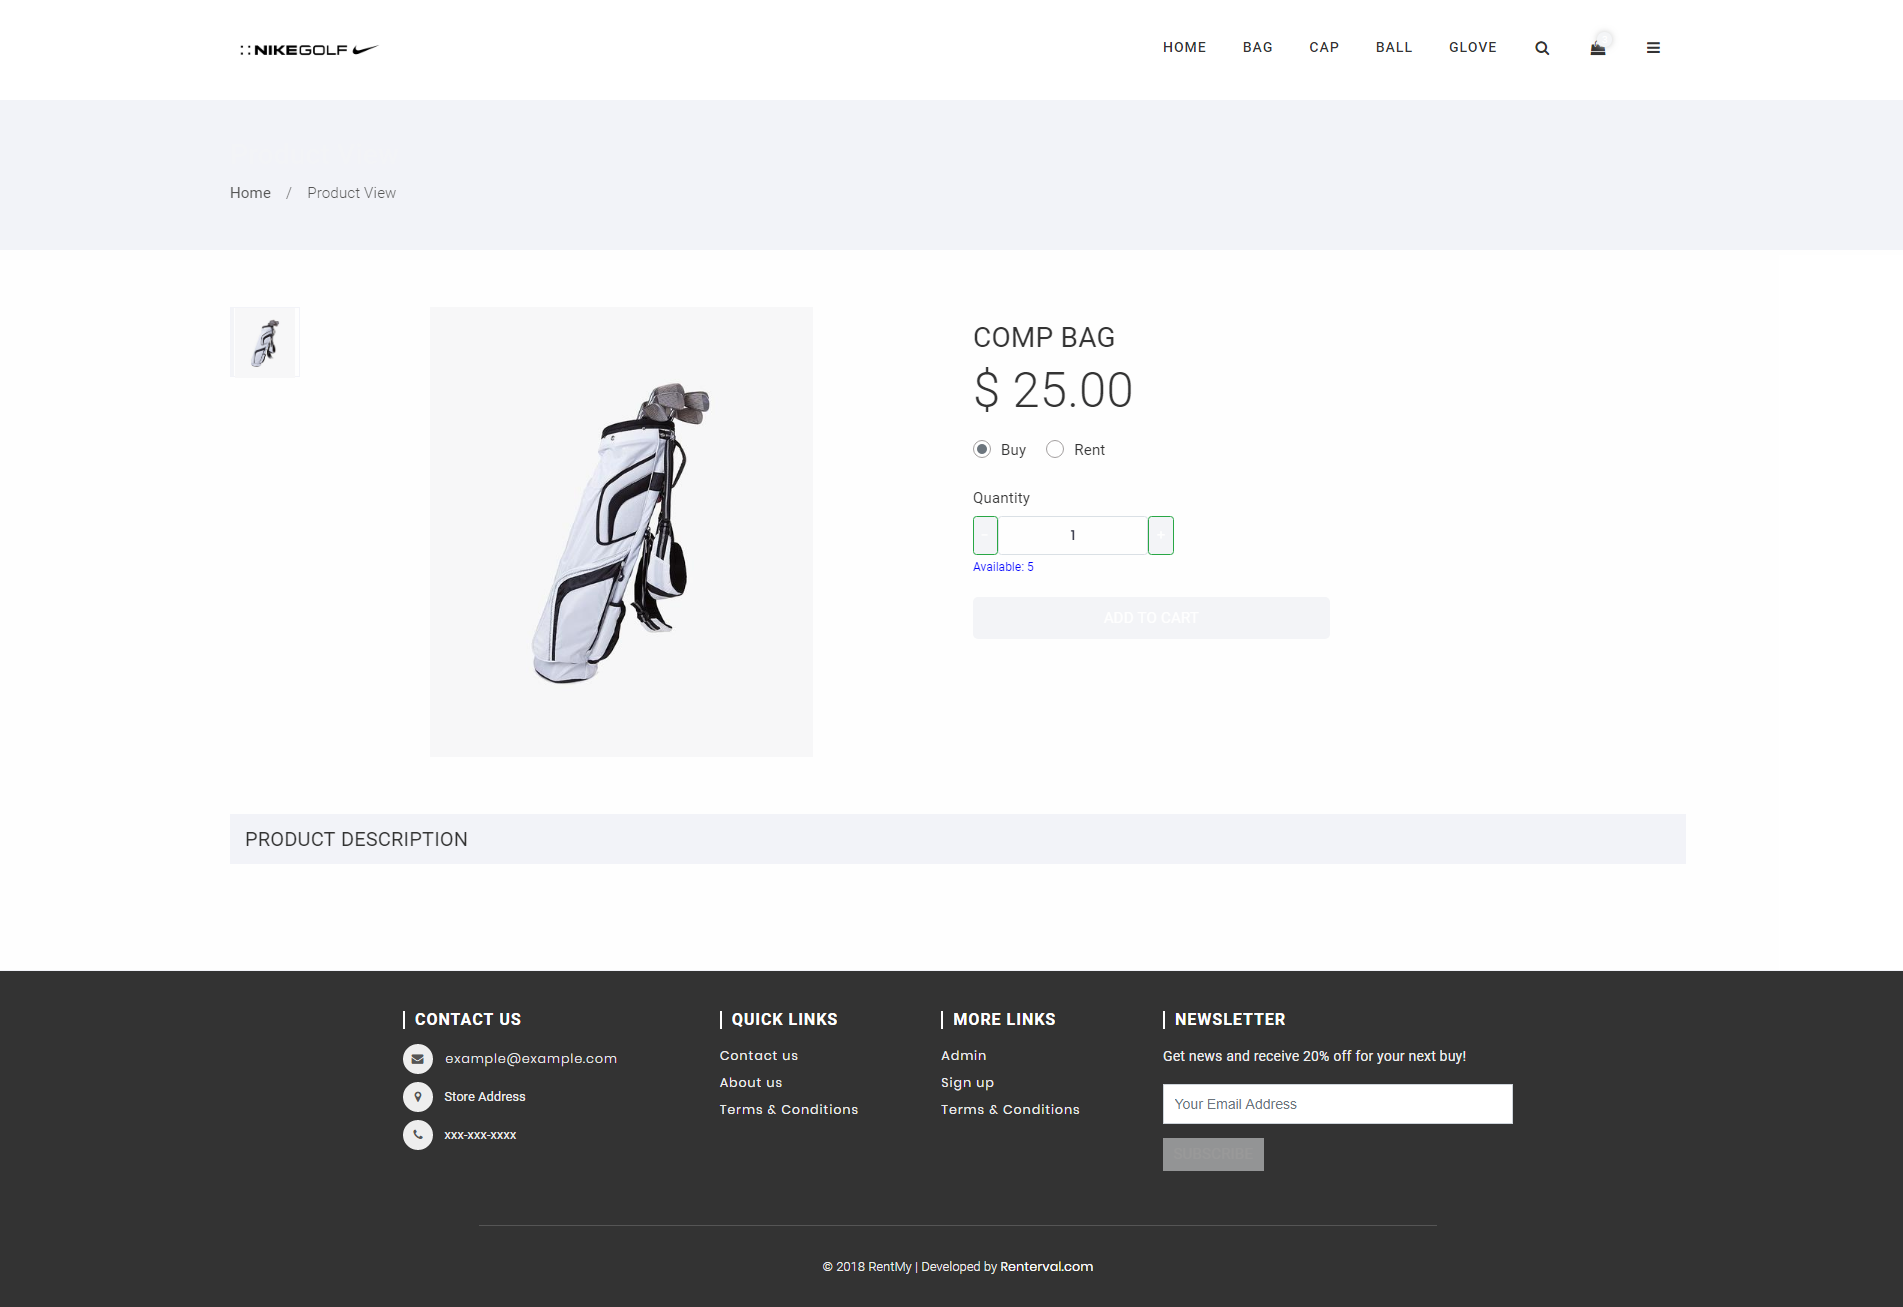 ::NIKEGOLF
HOME BAG CAP BALL GLOVE
Home / Product View
COMP BAG
$ 25.00
Buy Rent
Quantity
- 1 +
Available: 5
ADD TO CART
PRODUCT DESCRIPTION
CONTACT US
example@example.com
Store Address
xxx-xxx-xxxx
QUICK LINKS
Contact us
About us
Terms & Conditions
MORE LINKS
Admin
Sign up
Terms & Conditions
NEWSLETTER
Get news and receive 20% off for your next buy!
Your Email Address
SUBSCRIBE
© 2018 RentMy | Developed by Renterval.com